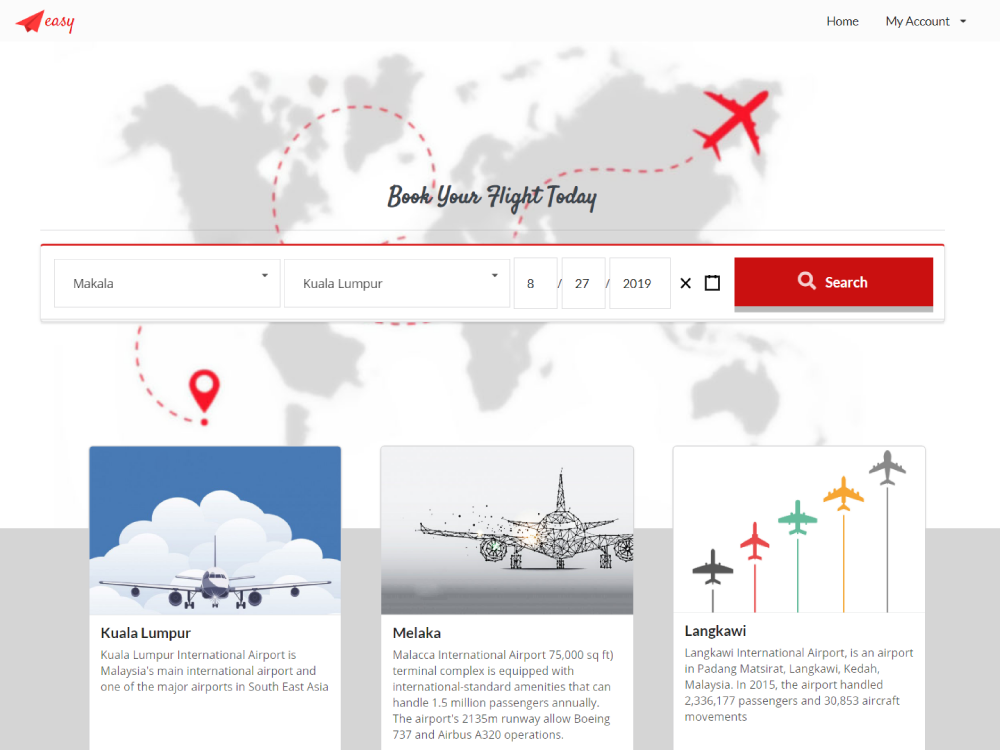 easy
Home My Account
Book Your Flight Today
Makala Kuala Lumpur 8 / 27 / 2019 Search
Kuala Lumpur
Kuala Lumpur International Airport is
Malaysia's main international airport and
one of the major airports in South East Asia
Melaka
Malacca International Airport 75,000 sq ft)
terminal complex is equipped with
international-standard amenities that can
handle 1.5 million passengers annually.
The airport's 2135m runway allow Boeing
737 and Airbus A320 operations.
Langkawi
Langkawi International Airport, is an airport
in Padang Matsirat, Langkawi, Kedah,
Malaysia. In 2015, the airport handled
2,336,177 passengers and 30,853 aircraft
movements